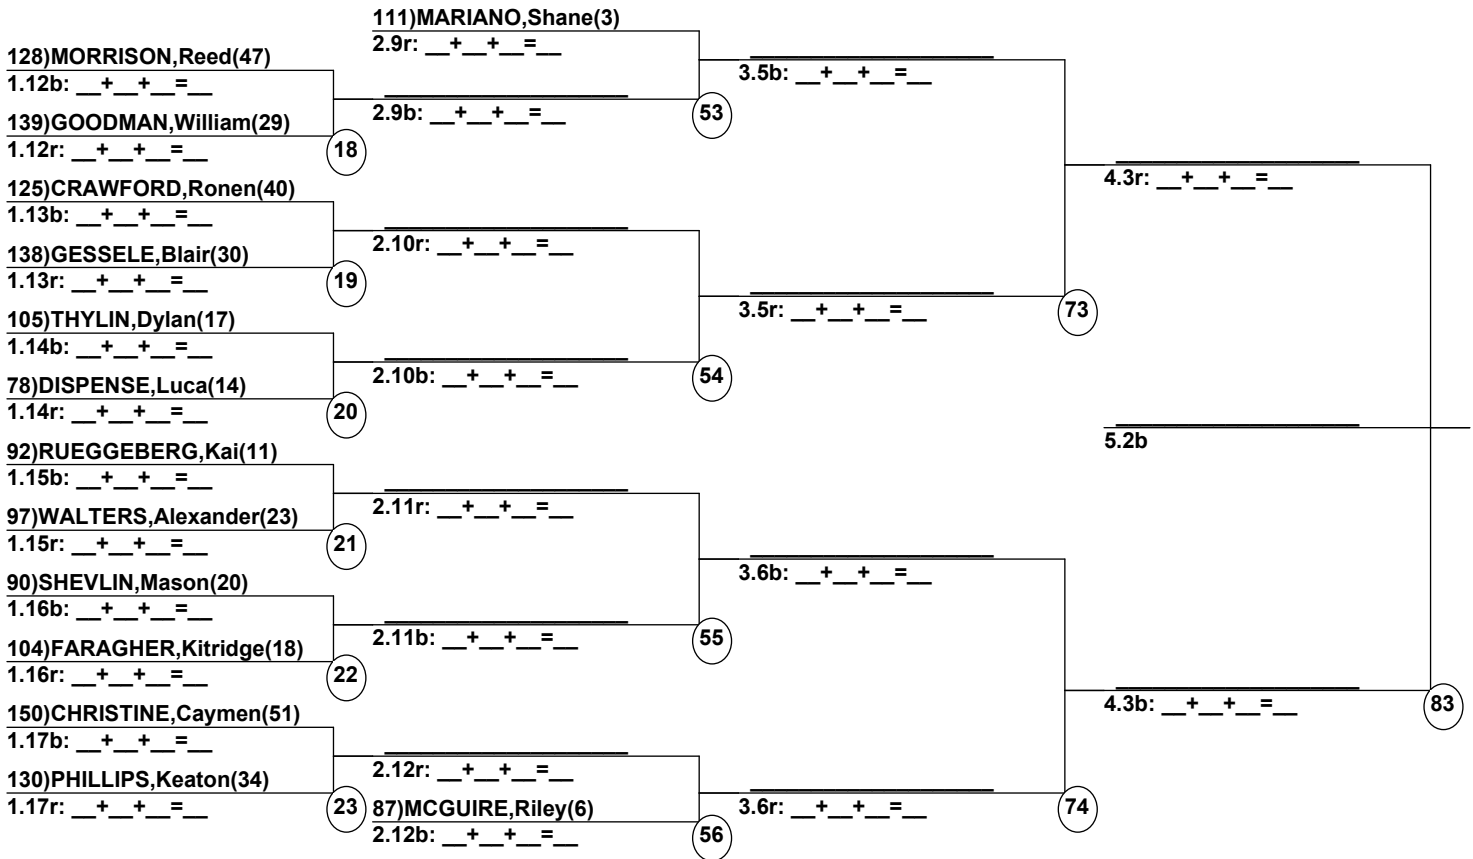 111)MARIANO,Shane(3)
2.9r: __+__+__=__
128)MORRISON,Reed(47)
1.12b: __+__+__=__
2.9b: __+__+__=__
53
139)GOODMAN,William(29)
1.12r: __+__+__=__
18
3.5b: __+__+__=__
125)CRAWFORD,Ronen(40)
1.13b: __+__+__=__
2.10r: __+__+__=__
138)GESSELE,Blair(30)
1.13r: __+__+__=__
19
3.5r: __+__+__=__
73
4.3r: __+__+__=__
105)THYLIN,Dylan(17)
1.14b: __+__+__=__
2.10b: __+__+__=__
54
78)DISPENSE,Luca(14)
1.14r: __+__+__=__
20
5.2b
92)RUEGGEBERG,Kai(11)
1.15b: __+__+__=__
2.11r: __+__+__=__
97)WALTERS,Alexander(23)
1.15r: __+__+__=__
21
3.6b: __+__+__=__
90)SHEVLIN,Mason(20)
1.16b: __+__+__=__
2.11b: __+__+__=__
55
104)FARAGHER,Kitridge(18)
1.16r: __+__+__=__
22
4.3b: __+__+__=__
83
150)CHRISTINE,Caymen(51)
1.17b: __+__+__=__
2.12r: __+__+__=__
130)PHILLIPS,Keaton(34)
1.17r: __+__+__=__
23
87)MCGUIRE,Riley(6)
2.12b: __+__+__=__
56
3.6r: __+__+__=__
74